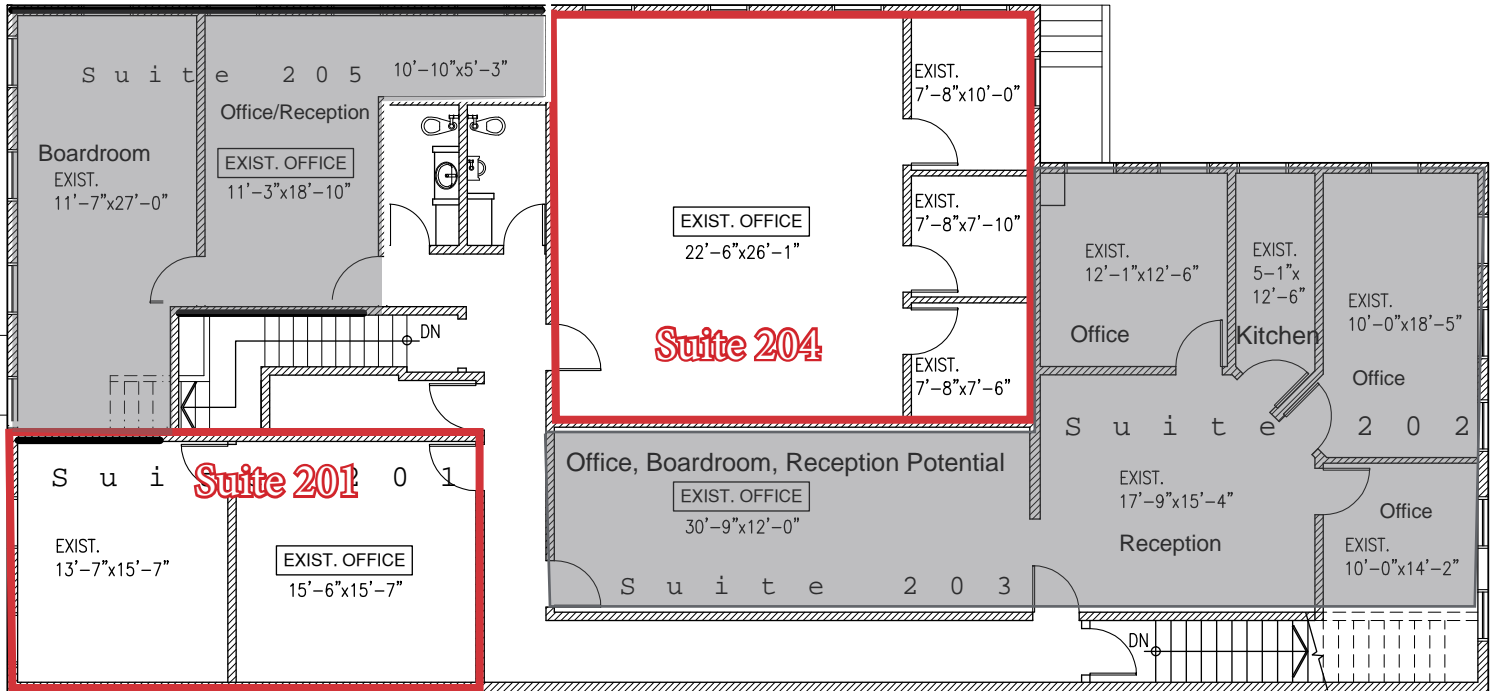 Suite 205
10'-10"x5'-3"
Office/Reception
EXIST. OFFICE
11'-3"x18'-10"
Boardroom
EXIST.
11'-7"x27'-0"
DN
EXIST.
7'-8"x10'-0"
EXIST.
7'-8"x7'-10"
EXIST. OFFICE
22'-6"x26'-1"
Suite 204
EXIST.
7'-8"x7'-6"
EXIST.
12'-1"x12'-6"
Office
EXIST.
5-1"x
12'-6"
Kitchen
EXIST.
10'-0"x18'-5"
Office
Suite 202
Sui 201
Suite 201
EXIST.
13'-7"x15'-7"
EXIST. OFFICE
15'-6"x15'-7"
Office, Boardroom, Reception Potential
EXIST. OFFICE
30'-9"x12'-0"
Suite 203
EXIST.
17'-9"x15'-4"
Reception
Office
EXIST.
10'-0"x14'-2"
DN